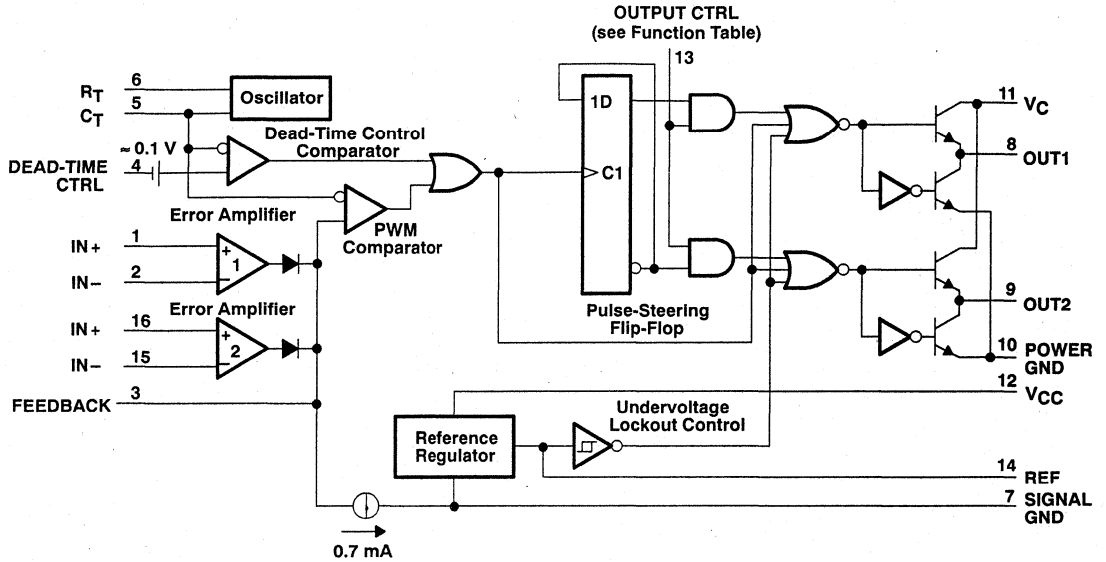 OUTPUT CTRL
(see Function Table)
13
6
RT
5
CT
Oscillator
1D
11 VC
Dead-Time Control
Comparator
≈ 0.1 V
DEAD-TIME
CTRL
4
C1
8 OUT1
Error Amplifier
PWM
Comparator
1
IN+
+
1
2
IN−
−
Error Amplifier
16
IN+
+
2
15
IN−
−
Pulse-Steering
Flip-Flop
9 OUT2
10 POWER
GND
3
FEEDBACK
12 VCC
Undervoltage
Lockout Control
Reference
Regulator
14 REF
7 SIGNAL
GND
0.7 mA